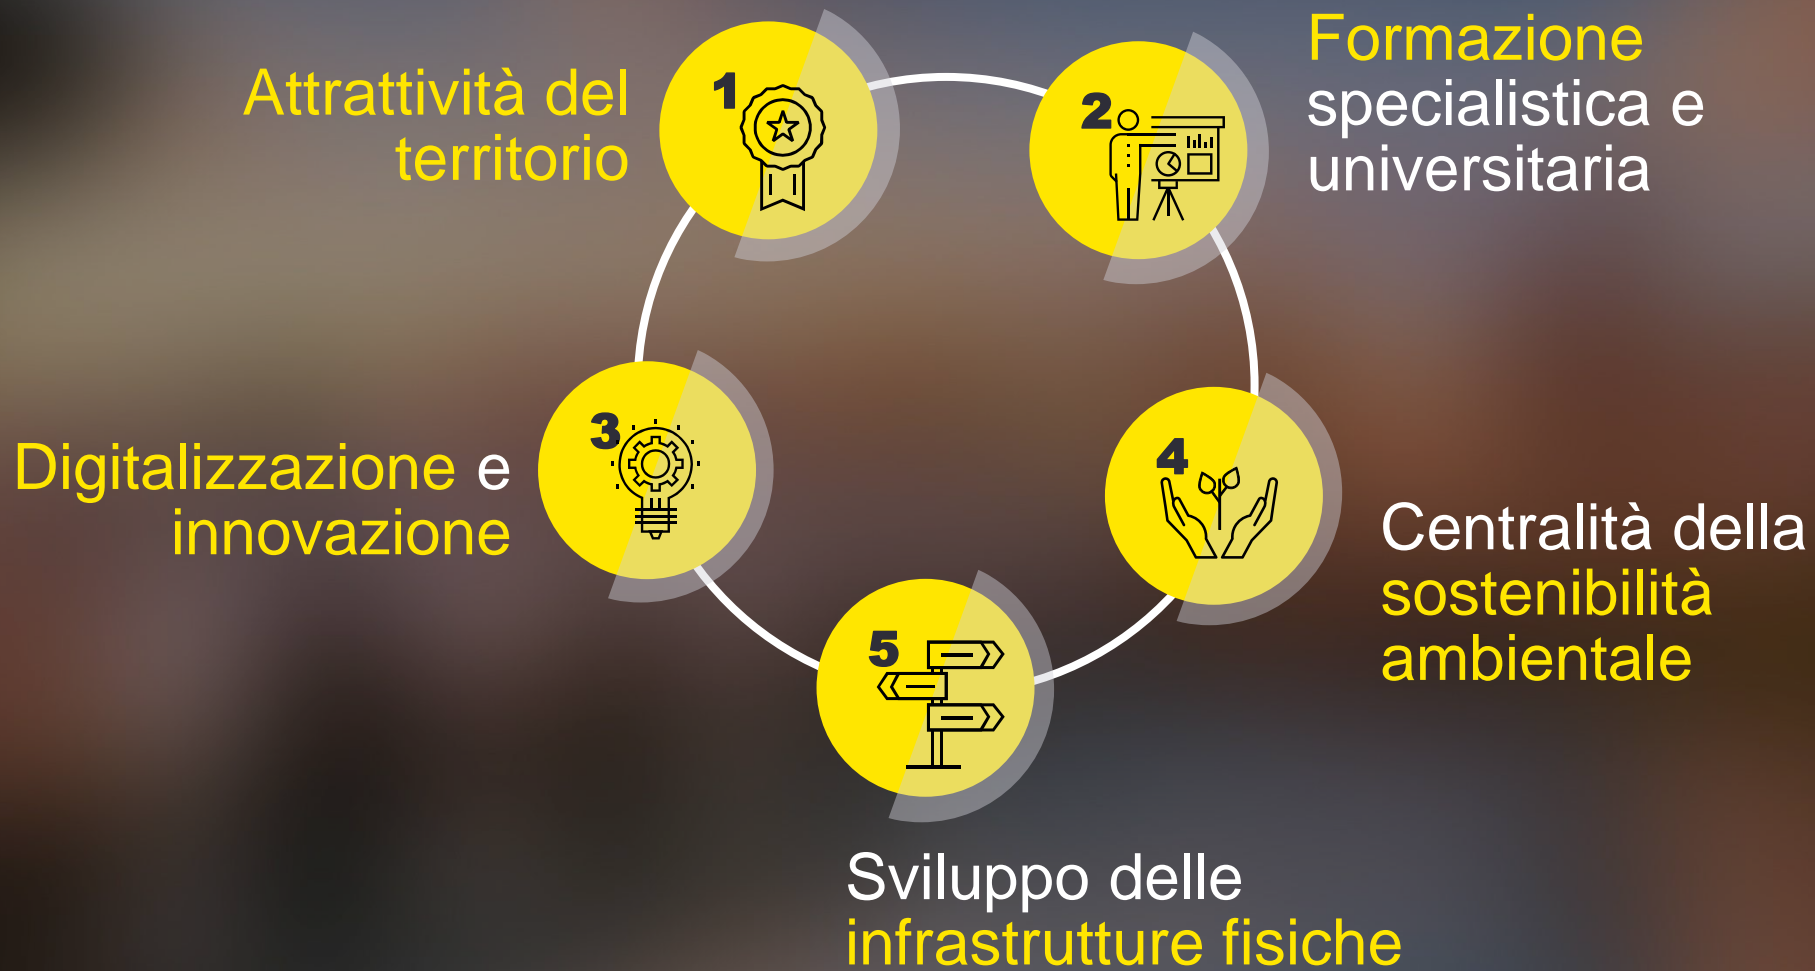 1
Attrattività del
territorio
2
Formazione
specialistica e
universitaria
3
Digitalizzazione e
innovazione
4
Centralità della
sostenibilità
ambientale
5
Sviluppo delle
infrastrutture fisiche